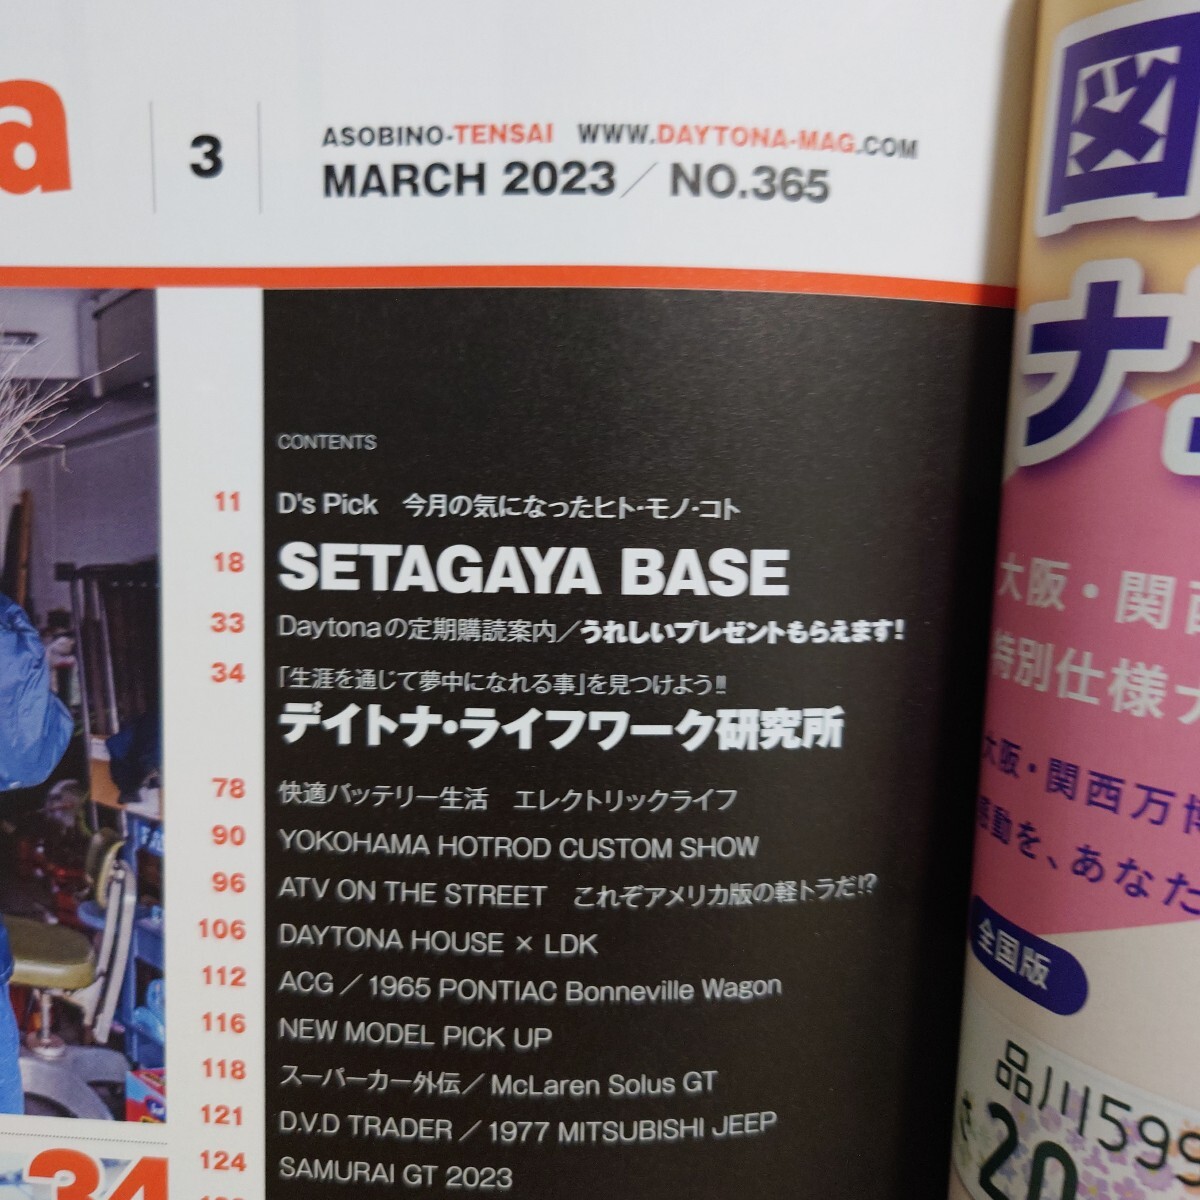 a
3
ASOBINO-TENSAI WWW.DAYTONA-MAG.COM
MARCH 2023／NO.365
CONTENTS
11 D's Pick 今月の気になったヒト・モノ・コト
18 SETAGAYA BASE
33 Daytonaの定期購読案内／うれしいプレゼントもらえます!
34 「生涯を通じて夢中になれる事」を見つけよう!!
デイトナ・ライフワーク研究所
78 快適バッテリー生活 エレクトリックライフ
90 YOKOHAMA HOTROD CUSTOM SHOW
96 ATV ON THE STREET これぞアメリカ版の軽トラだ!?
106 DAYTONA HOUSE × LDK
112 ACG／1965 PONTIAC Bonneville Wagon
116 NEW MODEL PICK UP
118 スーパーカー外伝／McLaren Solus GT
121 D.V.D TRADER／1977 MITSUBISHI JEEP
124 SAMURAI GT 2023
34
図
ナ
大阪・関西
特別仕様ナ
大阪・関西万博
感動を、あなた
全国版
品川599
さ 20